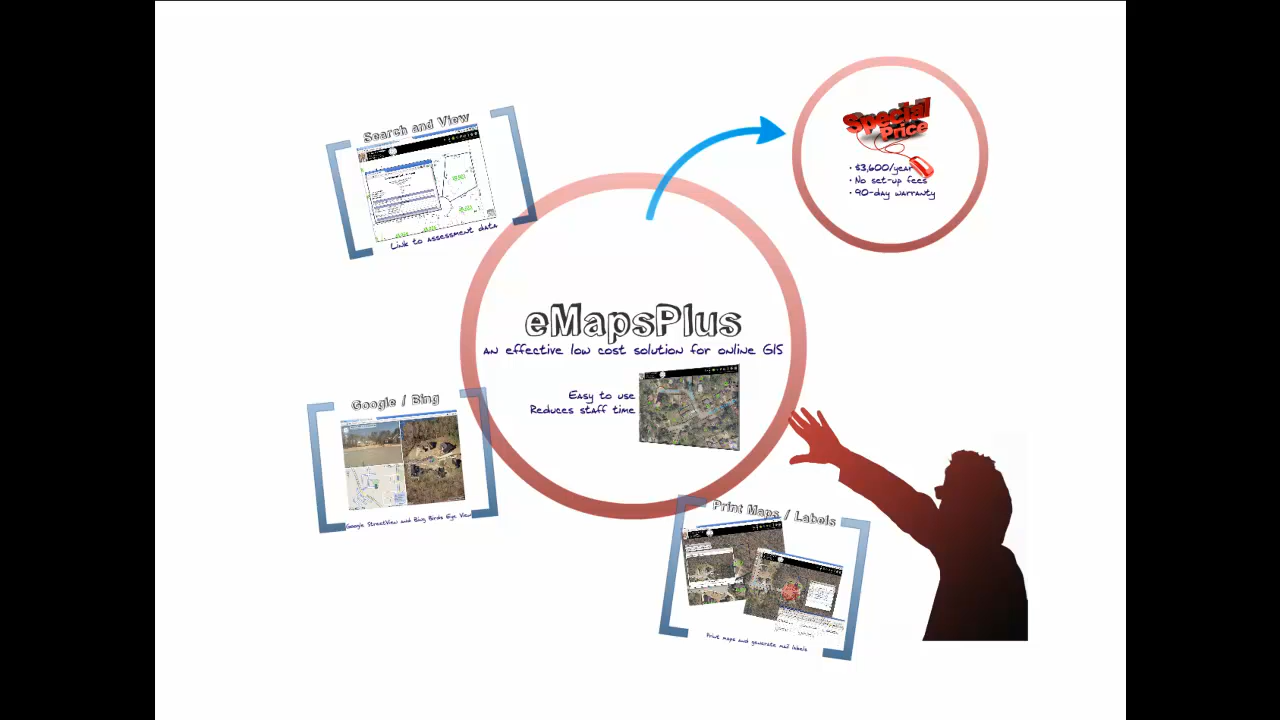 Search and View
Link to assessment data
Special
Price
• $3,600/year
• No set-up fees
• 90-day warranty
eMapsPlus
an effective low cost solution for online GIS
Easy to use
Reduces staff time
Google / Bing
Google StreetView and Bing Birds Eye View
Print Maps / Labels
Print maps and generate mail labels